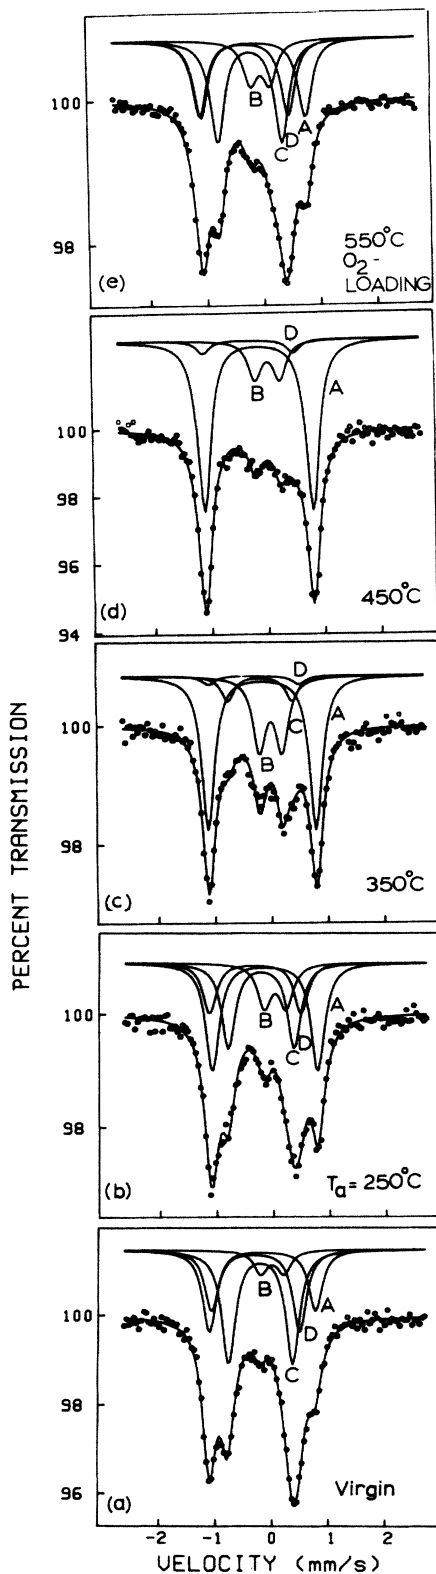 100
98
B
A
D
C
(e)
550°C
O2-
LOADING
D
B
A
100
98
96
94
(d)
450°C
D
A
C
B
100
98
(c)
350°C
PERCENT TRANSMISSION
A
B
C
D
100
98
(b)
Ta = 250°C
B
A
D
C
100
98
96
(a)
Virgin
-2 -1 0 1 2
VELOCITY (mm/s)